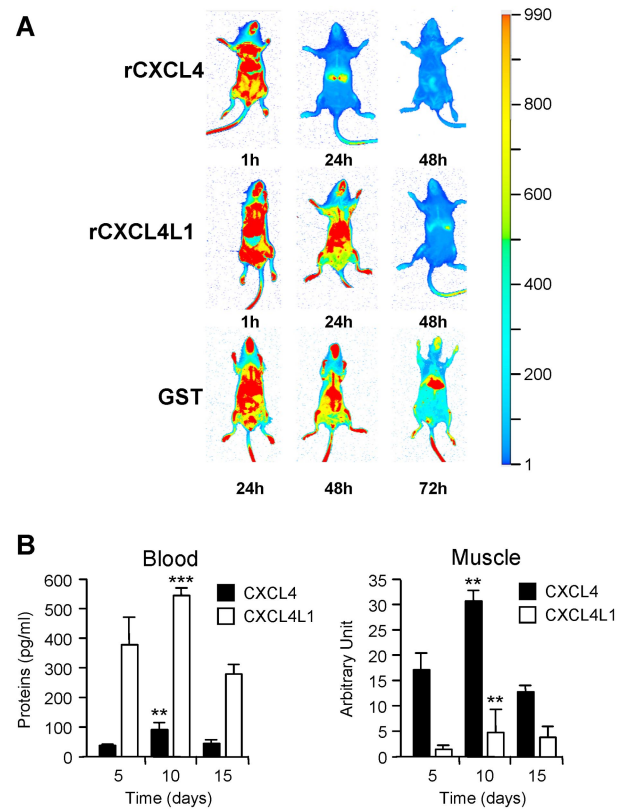 A
rCXCL4
1h 24h 48h
rCXCL4L1
1h 24h 48h
GST
24h 48h 72h
990
800
600
400
200
1
B
Blood
Proteins (pg/ml)
600
500
400
300
200
100
0
** ***
CXCL4
CXCL4L1
5 10 15
Time (days)
Muscle
Arbitrary Unit
35
30
25
20
15
10
5
0
** **
CXCL4
CXCL4L1
5 10 15
Time (days)